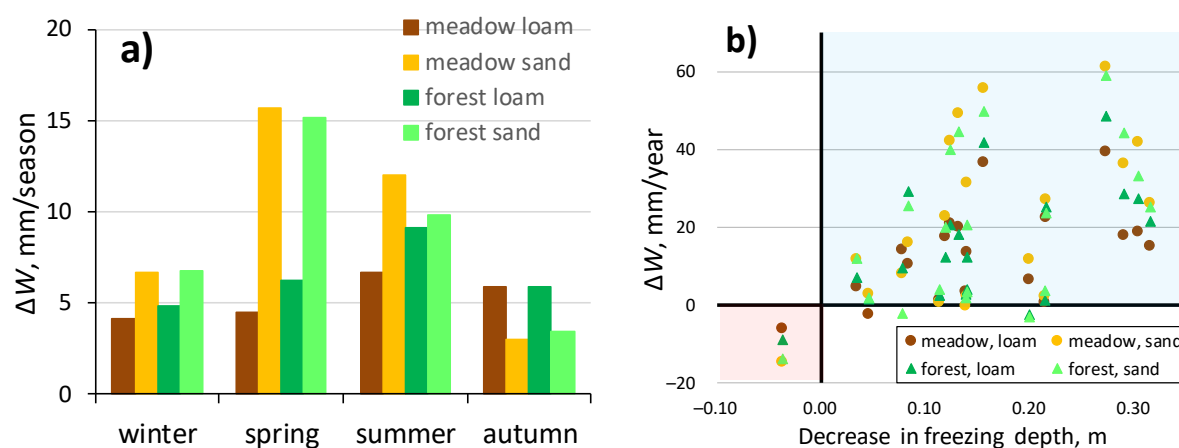 a)
ΔW, mm/season
20
15
10
5
0
meadow loam
meadow sand
forest loam
forest sand
winter spring summer autumn
b)
ΔW, mm/year
60
40
20
0
–20
meadow, loam meadow, sand
forest, loam forest, sand
–0.10 0.00 0.10 0.20 0.30
Decrease in freezing depth, m